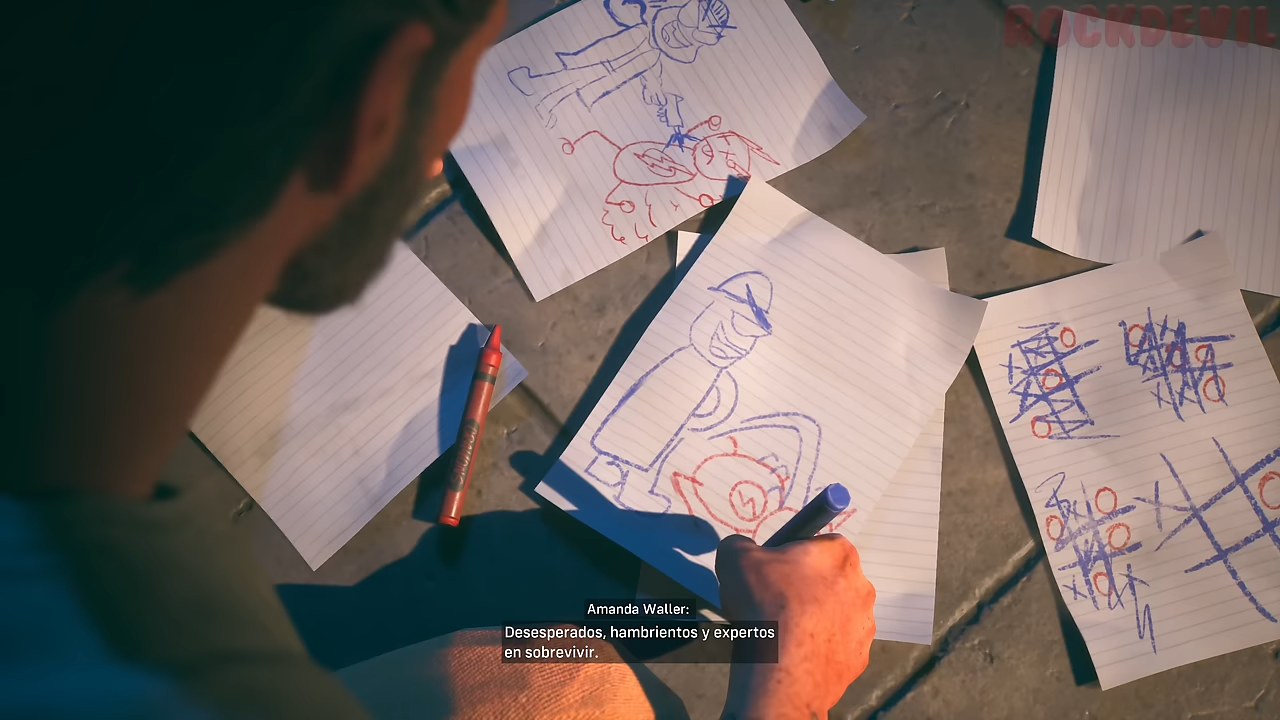 ROCKDEVIL
Amanda Waller:
Desesperados, hambrientos y expertos
en sobrevivir.